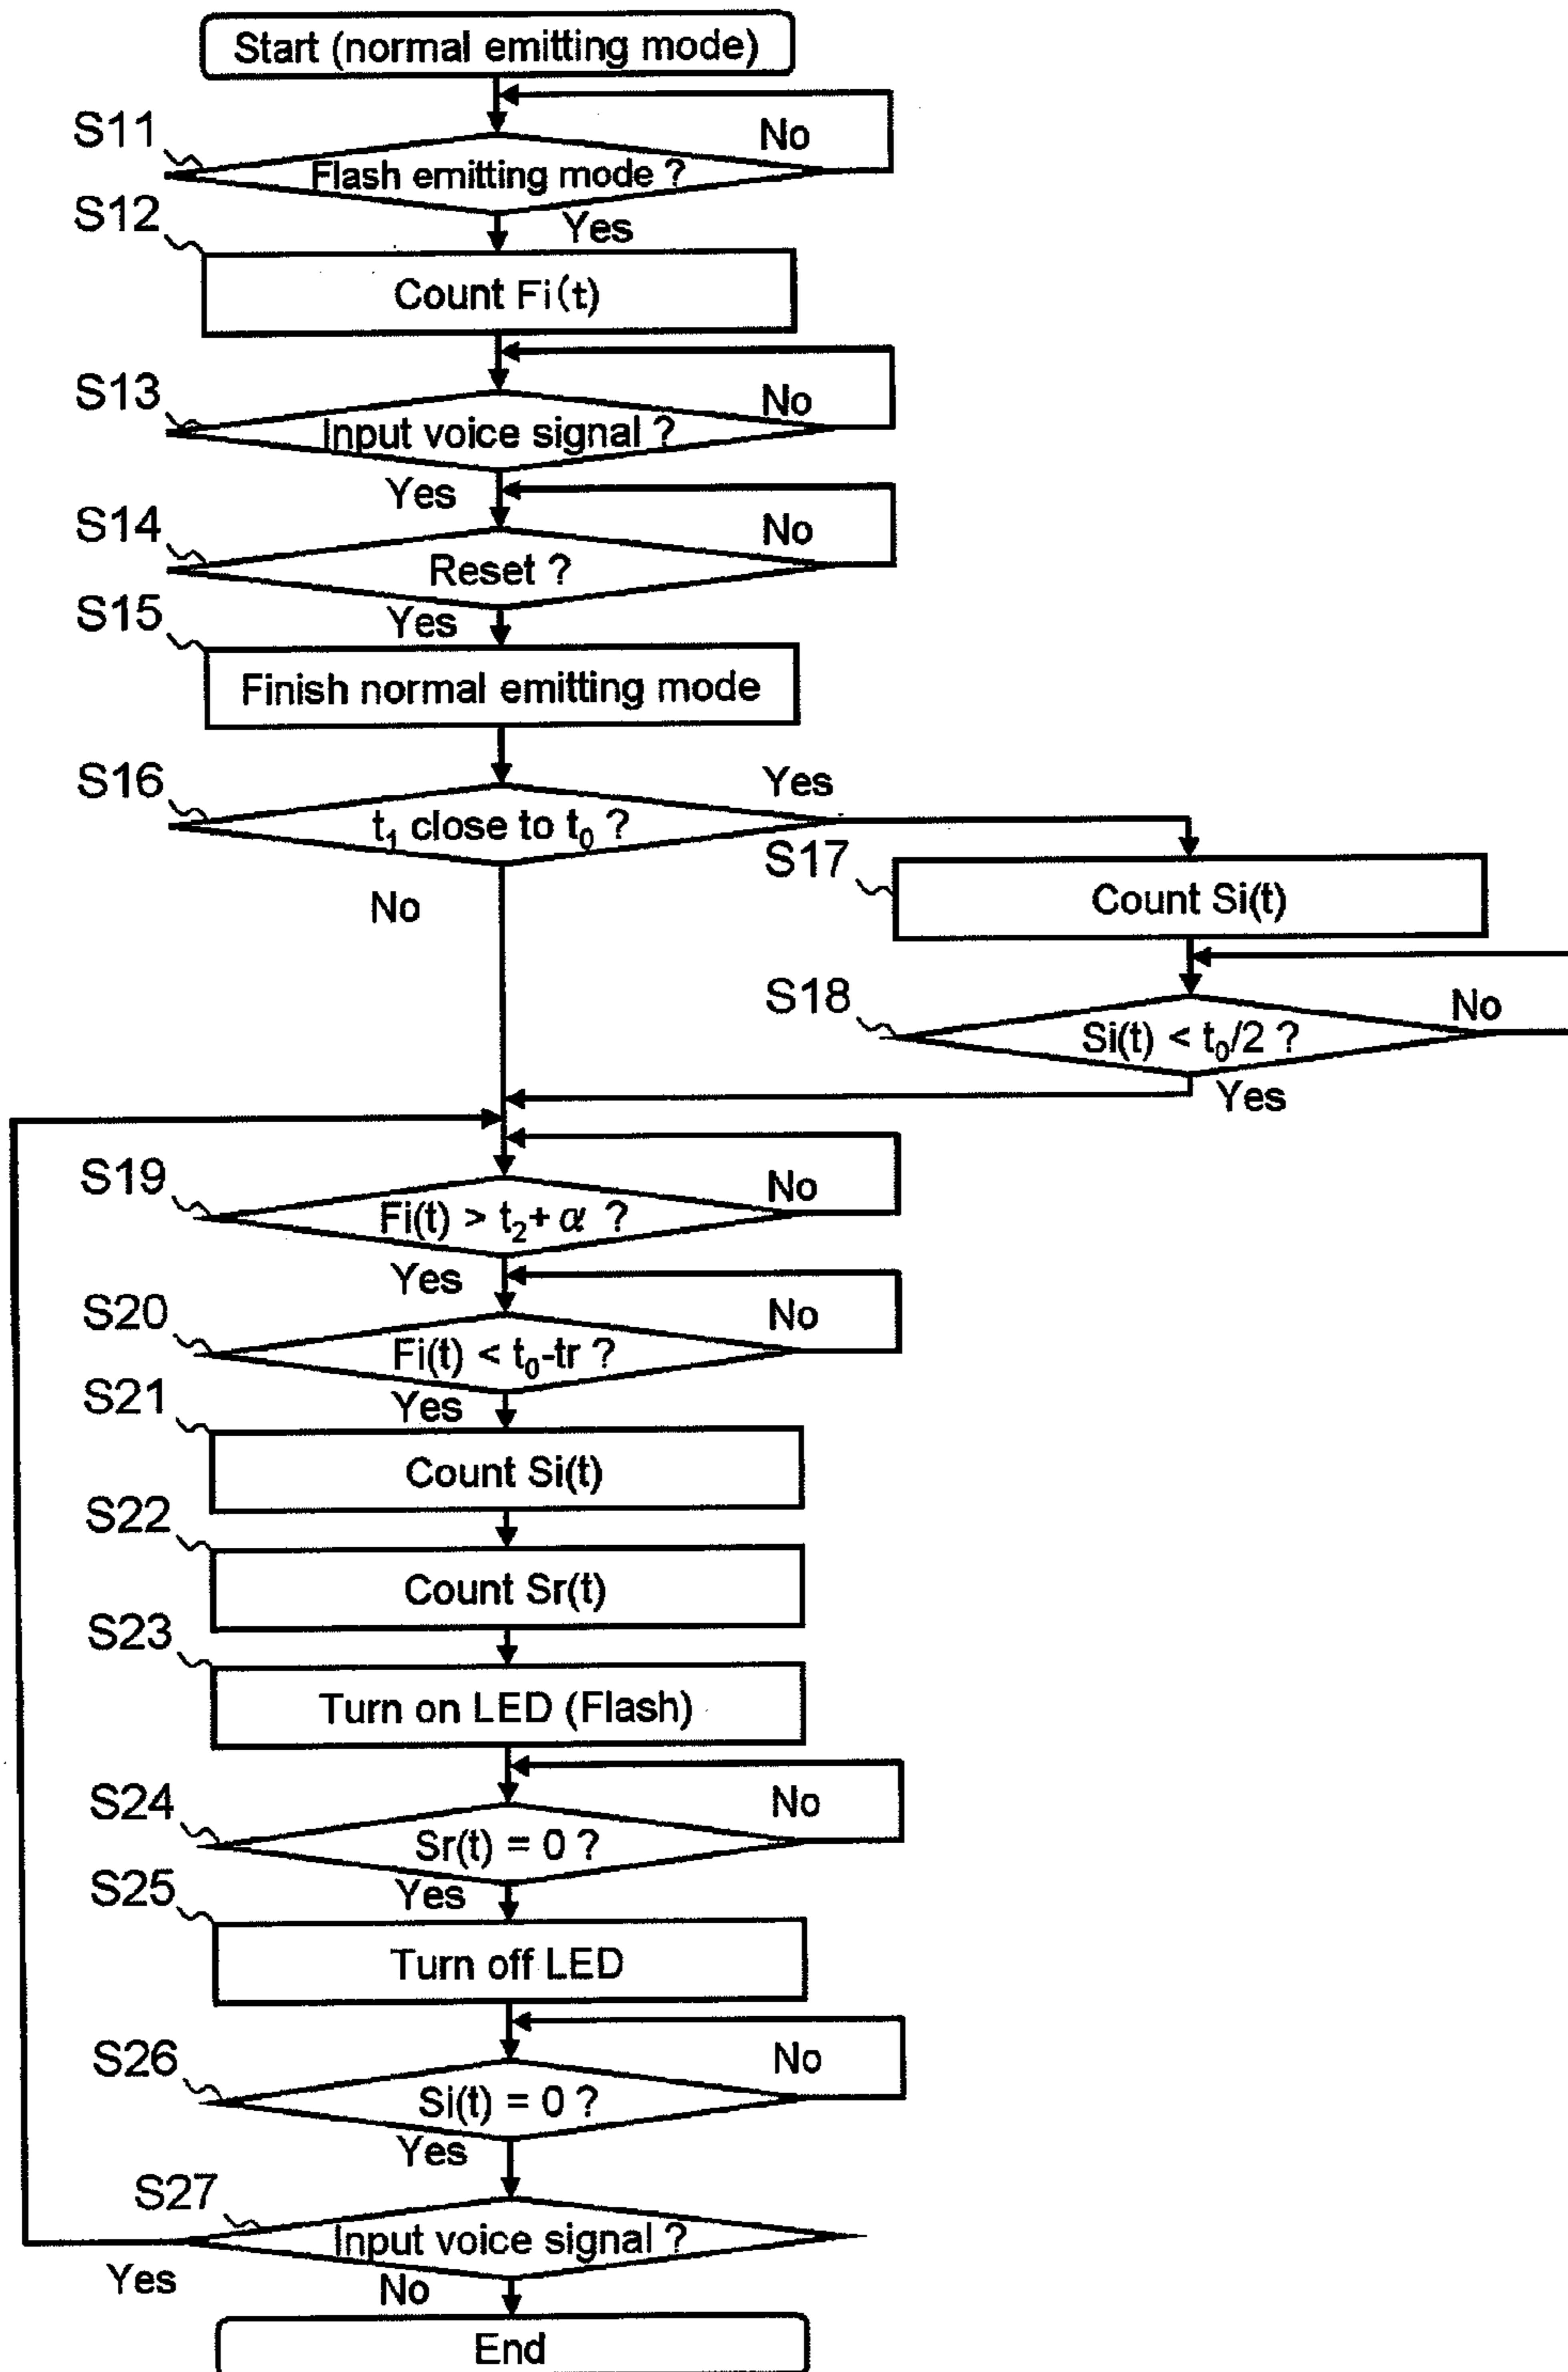 Start (normal emitting mode)
S11
No
Flash emitting mode ?
S12
Yes
Count Fi(t)
S13
No
Input voice signal ?
Yes
S14
No
Reset ?
S15
Yes
Finish normal emitting mode
S16
Yes
t₁ close to t₀ ?
S17
No
Count Si(t)
S18
No
Si(t) < t₀/2 ?
Yes
S19
No
Fi(t) > t₂+ α ?
Yes
S20
No
Fi(t) < t₀-tr ?
S21
Yes
Count Si(t)
S22
Count Sr(t)
S23
Turn on LED (Flash)
S24
No
Sr(t) = 0 ?
S25
Yes
Turn off LED
S26
No
Si(t) = 0 ?
Yes
S27
Input voice signal ?
Yes
No
End